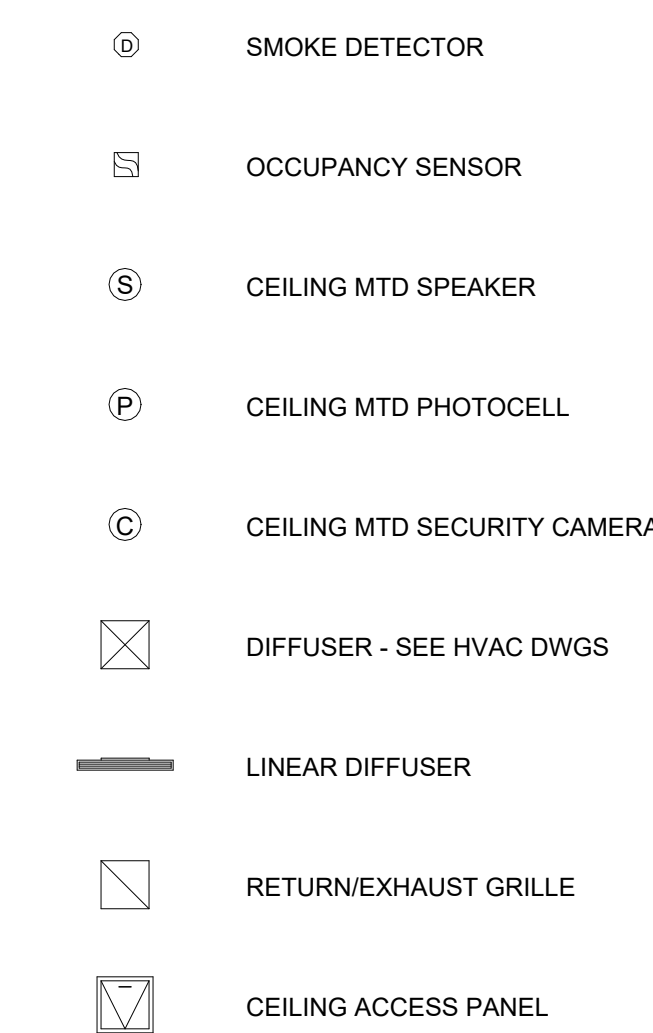 D SMOKE DETECTOR
OCCUPANCY SENSOR
S CEILING MTD SPEAKER
P CEILING MTD PHOTOCELL
C CEILING MTD SECURITY CAMERA
DIFFUSER - SEE HVAC DWGS
LINEAR DIFFUSER
RETURN/EXHAUST GRILLE
CEILING ACCESS PANEL